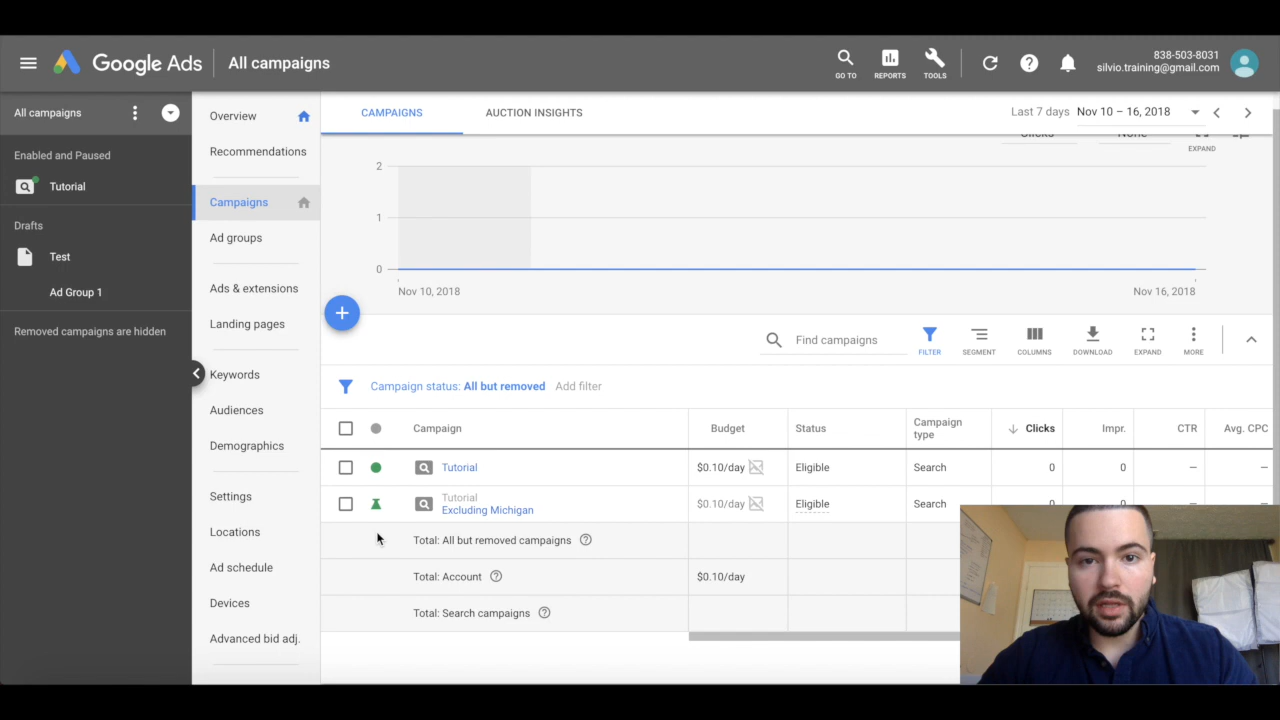 Google Ads
All campaigns
GO TO
REPORTS
TOOLS
838-503-8031
silvio.training@gmail.com
All campaigns
Enabled and Paused
Tutorial
Drafts
Test
Ad Group 1
Removed campaigns are hidden
Overview
Recommendations
Campaigns
Ad groups
Ads & extensions
Landing pages
Keywords
Audiences
Demographics
Settings
Locations
Ad schedule
Devices
Advanced bid adj.
CAMPAIGNS
AUCTION INSIGHTS
Last 7 days Nov 10 – 16, 2018
Clicks
None
EXPAND
2
1
0
Nov 10, 2018
Nov 16, 2018
Find campaigns
FILTER
SEGMENT
COLUMNS
DOWNLOAD
EXPAND
MORE
Campaign status: All but removed Add filter
Campaign
Budget
Status
Campaign
type
Clicks
Impr.
CTR
Avg. CPC
Tutorial
$0.10/day
Eligible
Search
0
0
–
–
Tutorial
Excluding Michigan
$0.10/day
Eligible
Search
0
0
–
–
Total: All but removed campaigns
Total: Account
$0.10/day
Total: Search campaigns